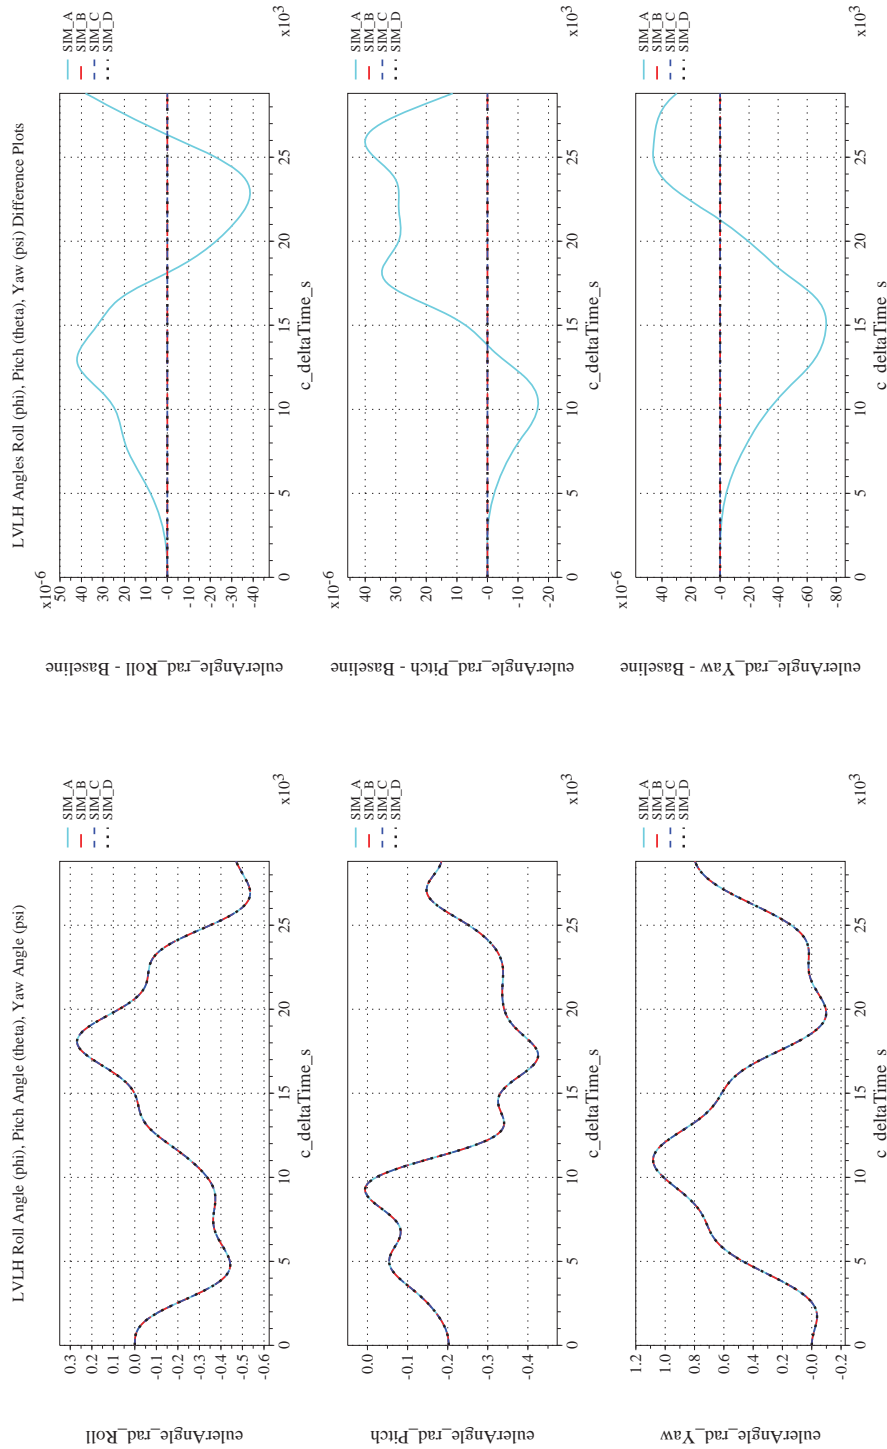 LVLH Roll Angle (phi), Pitch Angle (theta), Yaw Angle (psi)
eulerAngle_rad_Roll
0.3
0.2
0.1
0.0
-0.1
-0.2
-0.3
-0.4
-0.5
-0.6
0 5 10 15 20 25
x10^3
c_deltaTime_s
SIM_A
SIM_B
SIM_C
SIM_D
eulerAngle_rad_Pitch
0.0
-0.1
-0.2
-0.3
-0.4
0 5 10 15 20 25
x10^3
c_deltaTime_s
SIM_A
SIM_B
SIM_C
SIM_D
eulerAngle_rad_Yaw
1.2
1.0
0.8
0.6
0.4
0.2
-0.0
-0.2
0 5 10 15 20 25
x10^3
c_deltaTime_s
SIM_A
SIM_B
SIM_C
SIM_D
LVLH Angles Roll (phi), Pitch (theta), Yaw (psi) Difference Plots
eulerAngle_rad_Roll - Baseline
x10^-6
50
40
30
20
10
-0
-10
-20
-30
-40
0 5 10 15 20 25
x10^3
c_deltaTime_s
SIM_A
SIM_B
SIM_C
SIM_D
eulerAngle_rad_Pitch - Baseline
x10^-6
40
30
20
10
-0
-10
-20
0 5 10 15 20 25
x10^3
c_deltaTime_s
SIM_A
SIM_B
SIM_C
SIM_D
eulerAngle_rad_Yaw - Baseline
x10^-6
40
20
-0
-20
-40
-60
-80
0 5 10 15 20 25
x10^3
c_deltaTime_s
SIM_A
SIM_B
SIM_C
SIM_D